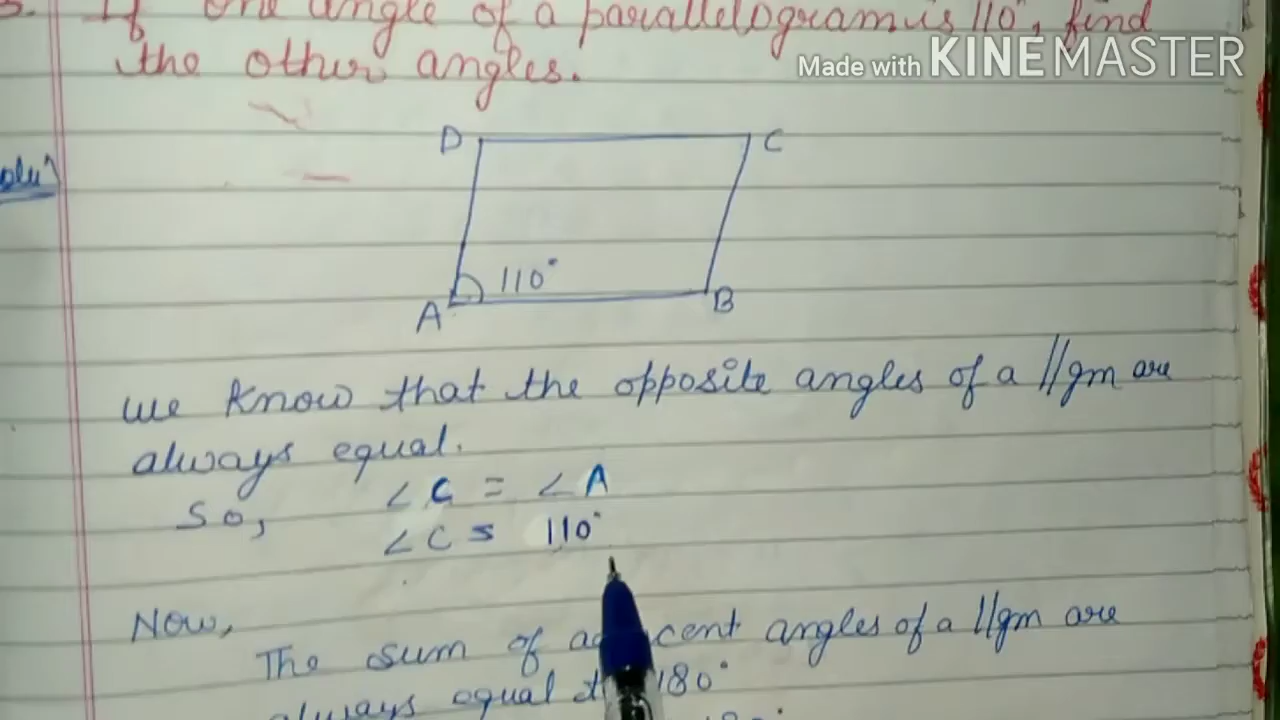 If one angle of a parallelogram is 110°, find
the other angles.
Made with KINEMASTER
D
C
110°
A
B
we know that the opposite angles of a //gm are
always equal.
So, ∠C = ∠A
∠C = 110°
Now,
The sum of cent angles of a //gm are
always equal 180°